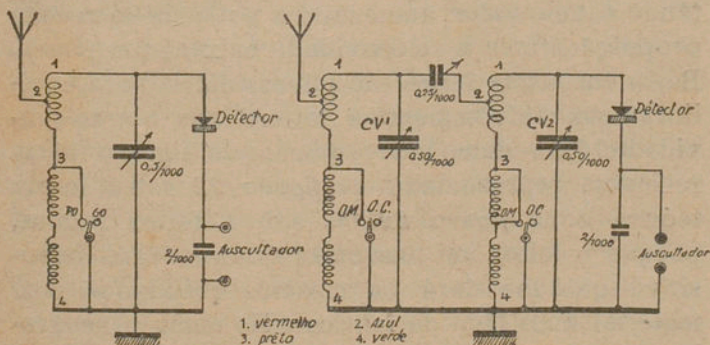 1
2
Détector
3
0,5/1000
PO
GO
2/1000
Auscultador
4
1
2
0,25/1000
CV1
0,50/1000
3
O.M
O.C.
4
1
2
Détector
CV2
0,50/1000
3
O.M
O.C
2/1000
Auscultador
4
1. vermelho 2. Azul
3. prêto 4. verde